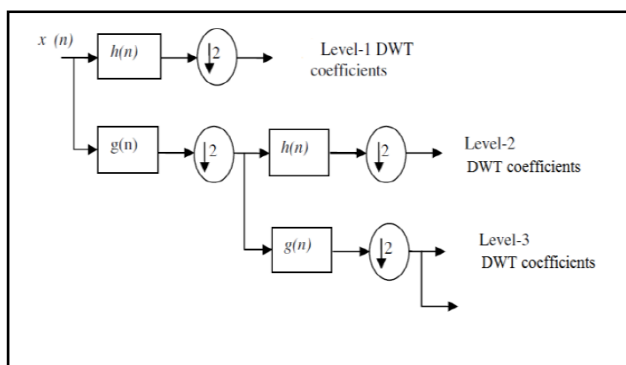 x (n)
h(n)
2
Level-1 DWT
coefficients
g(n)
2
h(n)
2
Level-2
DWT coefficients
g(n)
2
Level-3
DWT coefficients